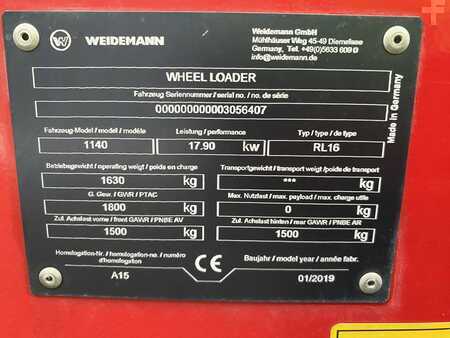 WEIDEMANN
Weidemann GmbH
Mühlhäuser Weg 45-49 Diemelsee
Germany, Tel. +49(0)5633 609 0
info@weidemann.de
WHEEL LOADER
Fahrzeug Seriennummer / serial no. / no. de série
000000000003056407
Fahrzeug-Model / model / modèle
Leistung / performance
Typ / type / de type
1140
17.90 kw
RL16
Betriebsgewicht / operating weigt / poids en charge
Transportgewicht / transport weigt / poids de transport
1630 kg
*** kg
G. Gew. / GWR / PTAC
Max. Nutzlast / max. payload / max. charge utile
1800 kg
0 kg
Zul. Achslast vorne / front GAWR / PNBE AV
Zul. Achslast hinten / rear GAWR / PNBE AR
1500 kg
1500 kg
Homologation-Nr. / homologation-no. / numéro d'homologation
A15
CE
Baujahr / model year / année fabr.
01/2019
Made in Germany